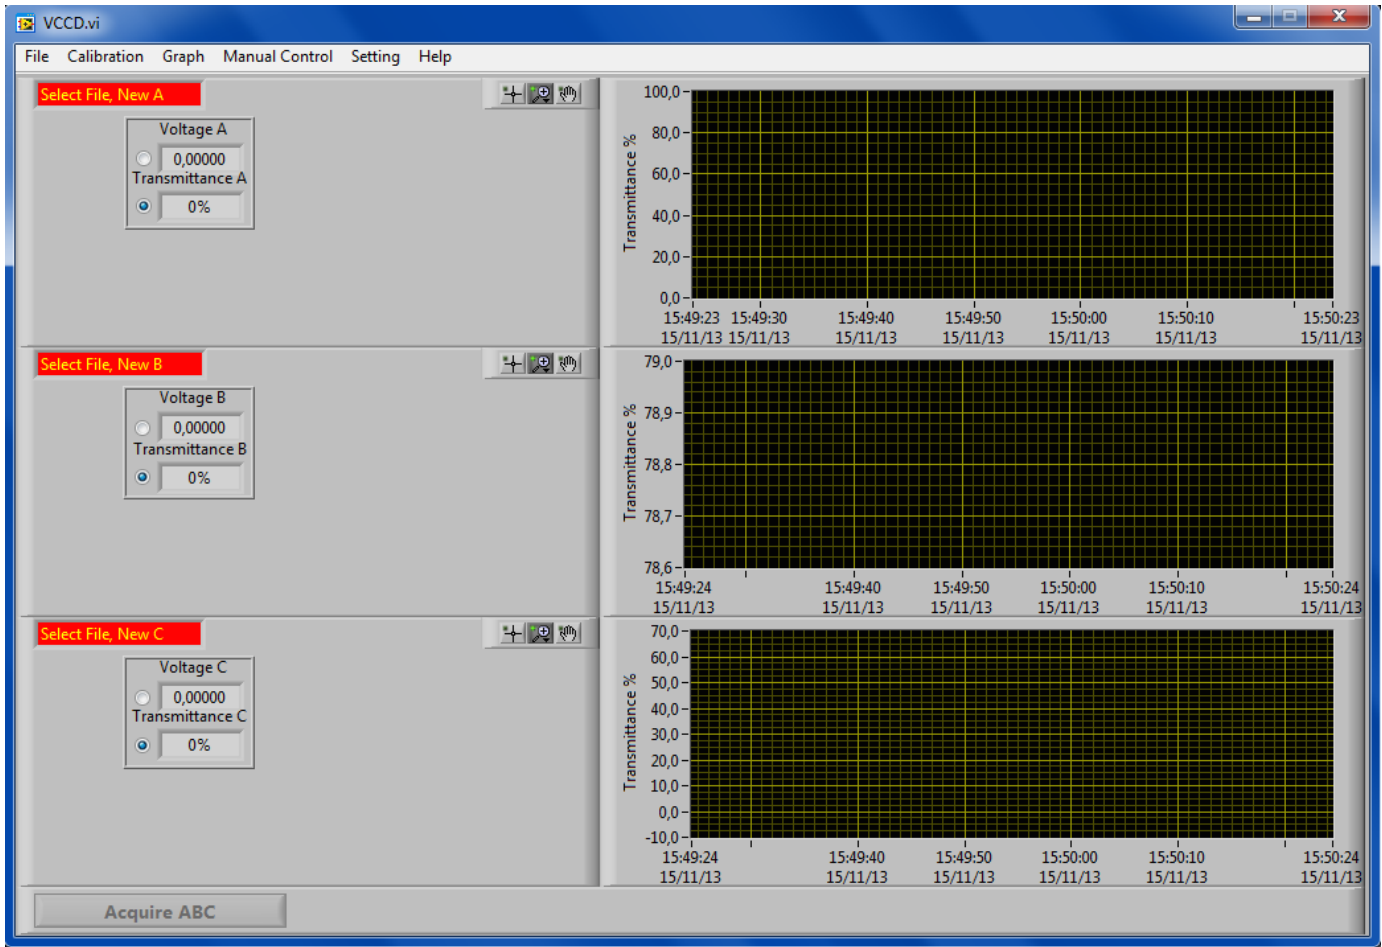 VCCD.vi
File Calibration Graph Manual Control Setting Help
Select File, New A
Voltage A
0,00000
Transmittance A
0%
Transmittance %
100,0
80,0
60,0
40,0
20,0
0,0
15:49:23 15:49:30 15:49:40 15:49:50 15:50:00 15:50:10 15:50:23
15/11/13 15/11/13 15/11/13 15/11/13 15/11/13 15/11/13 15/11/13
Select File, New B
Voltage B
0,00000
Transmittance B
0%
Transmittance %
79,0
78,9
78,8
78,7
78,6
15:49:24 15:49:40 15:49:50 15:50:00 15:50:10 15:50:24
15/11/13 15/11/13 15/11/13 15/11/13 15/11/13 15/11/13
Select File, New C
Voltage C
0,00000
Transmittance C
0%
Transmittance %
70,0
60,0
50,0
40,0
30,0
20,0
10,0
0,0
-10,0
15:49:24 15:49:40 15:49:50 15:50:00 15:50:10 15:50:24
15/11/13 15/11/13 15/11/13 15/11/13 15/11/13 15/11/13
Acquire ABC